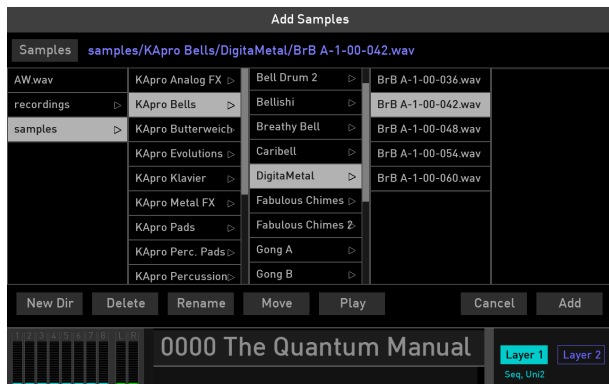 Add Samples
Samples samples/KApro Bells/DigitaMetal/BrB A-1-00-042.wav
AW.wav
recordings
samples
KApro Analog FX
KApro Bells
KApro Butterweich
KApro Evolutions
KApro Klavier
KApro Metal FX
KApro Pads
KApro Perc. Pads
KApro Percussion
Bell Drum 2
Bellishi
Breathy Bell
Caribell
DigitaMetal
Fabulous Chimes
Fabulous Chimes 2
Gong A
Gong B
BrB A-1-00-036.wav
BrB A-1-00-042.wav
BrB A-1-00-048.wav
BrB A-1-00-054.wav
BrB A-1-00-060.wav
New Dir Delete Rename Move Play Cancel Add
1 2 3 4 5 6 7 8 L R
0000 The Quantum Manual
Layer 1 Layer 2
Seq, Uni2